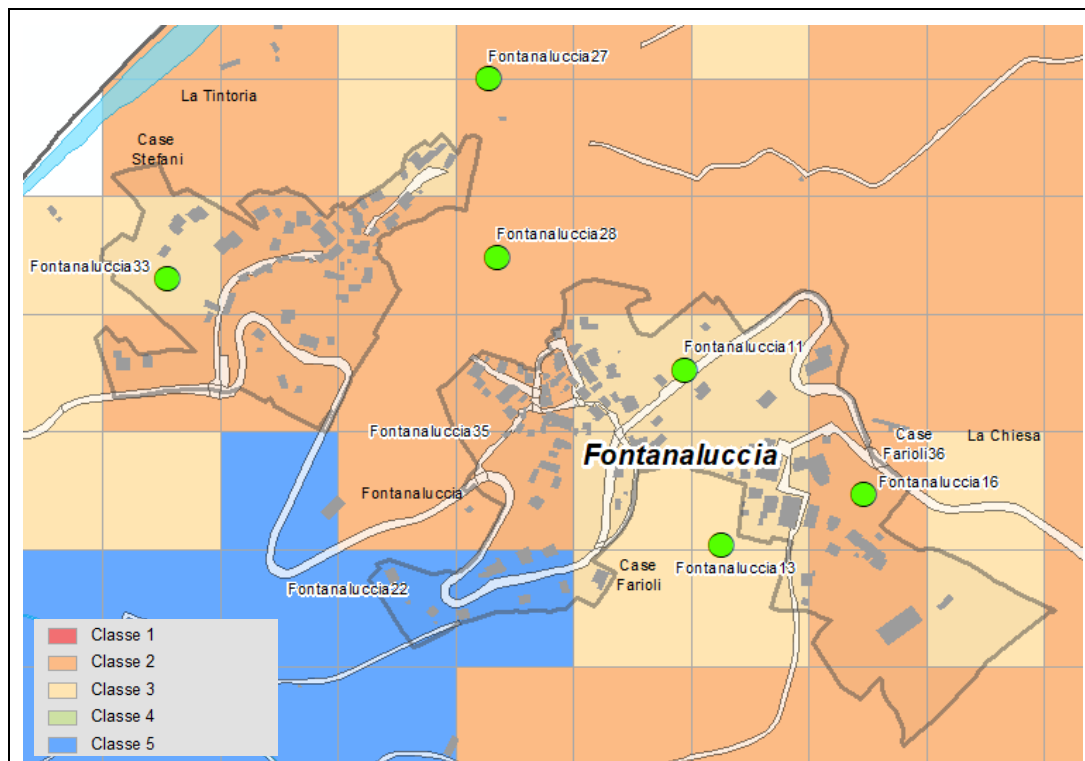 Fontanaluccia27
La Tintoria
Case
Stefani
Fontanaluccia28
Fontanaluccia33
Fontanaluccia11
Fontanaluccia35
Case
Farioli36
La Chiesa
Fontanaluccia
Fontanaluccia
Fontanaluccia16
Case
Farioli
Fontanaluccia13
Fontanaluccia22
Classe 1
Classe 2
Classe 3
Classe 4
Classe 5